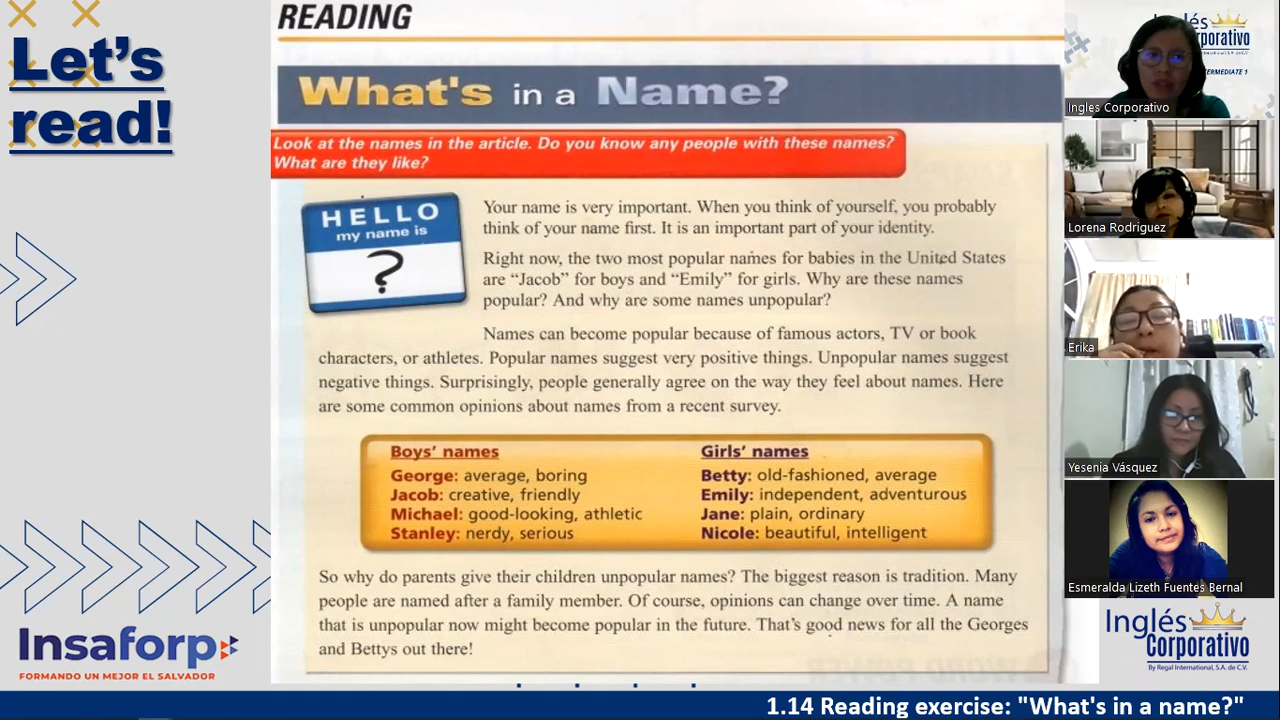 Let's
read!
READING
What's in a Name?
Look at the names in the article. Do you know any people with these names?
What are they like?
HELLO
my name is
?
Your name is very important. When you think of yourself, you probably
think of your name first. It is an important part of your identity.
Right now, the two most popular names for babies in the United States
are “Jacob” for boys and “Emily” for girls. Why are these names
popular? And why are some names unpopular?
Names can become popular because of famous actors, TV or book
characters, or athletes. Popular names suggest very positive things. Unpopular names suggest
negative things. Surprisingly, people generally agree on the way they feel about names. Here
are some common opinions about names from a recent survey.
Boys' names
George: average, boring
Jacob: creative, friendly
Michael: good-looking, athletic
Stanley: nerdy, serious
Girls' names
Betty: old-fashioned, average
Emily: independent, adventurous
Jane: plain, ordinary
Nicole: beautiful, intelligent
So why do parents give their children unpopular names? The biggest reason is tradition. Many
people are named after a family member. Of course, opinions can change over time. A name
that is unpopular now might become popular in the future. That's good news for all the Georges
and Bettys out there!
Insaforp
FORMANDO UN MEJOR EL SALVADOR
Ingles Corporativo
Lorena Rodriguez
Erika
Yesenia Vásquez
Esmeralda Lizeth Fuentes Bernal
Inglés
Corporativo
By Regal International, S.A. de C.V.
1.14 Reading exercise: "What's in a name?"